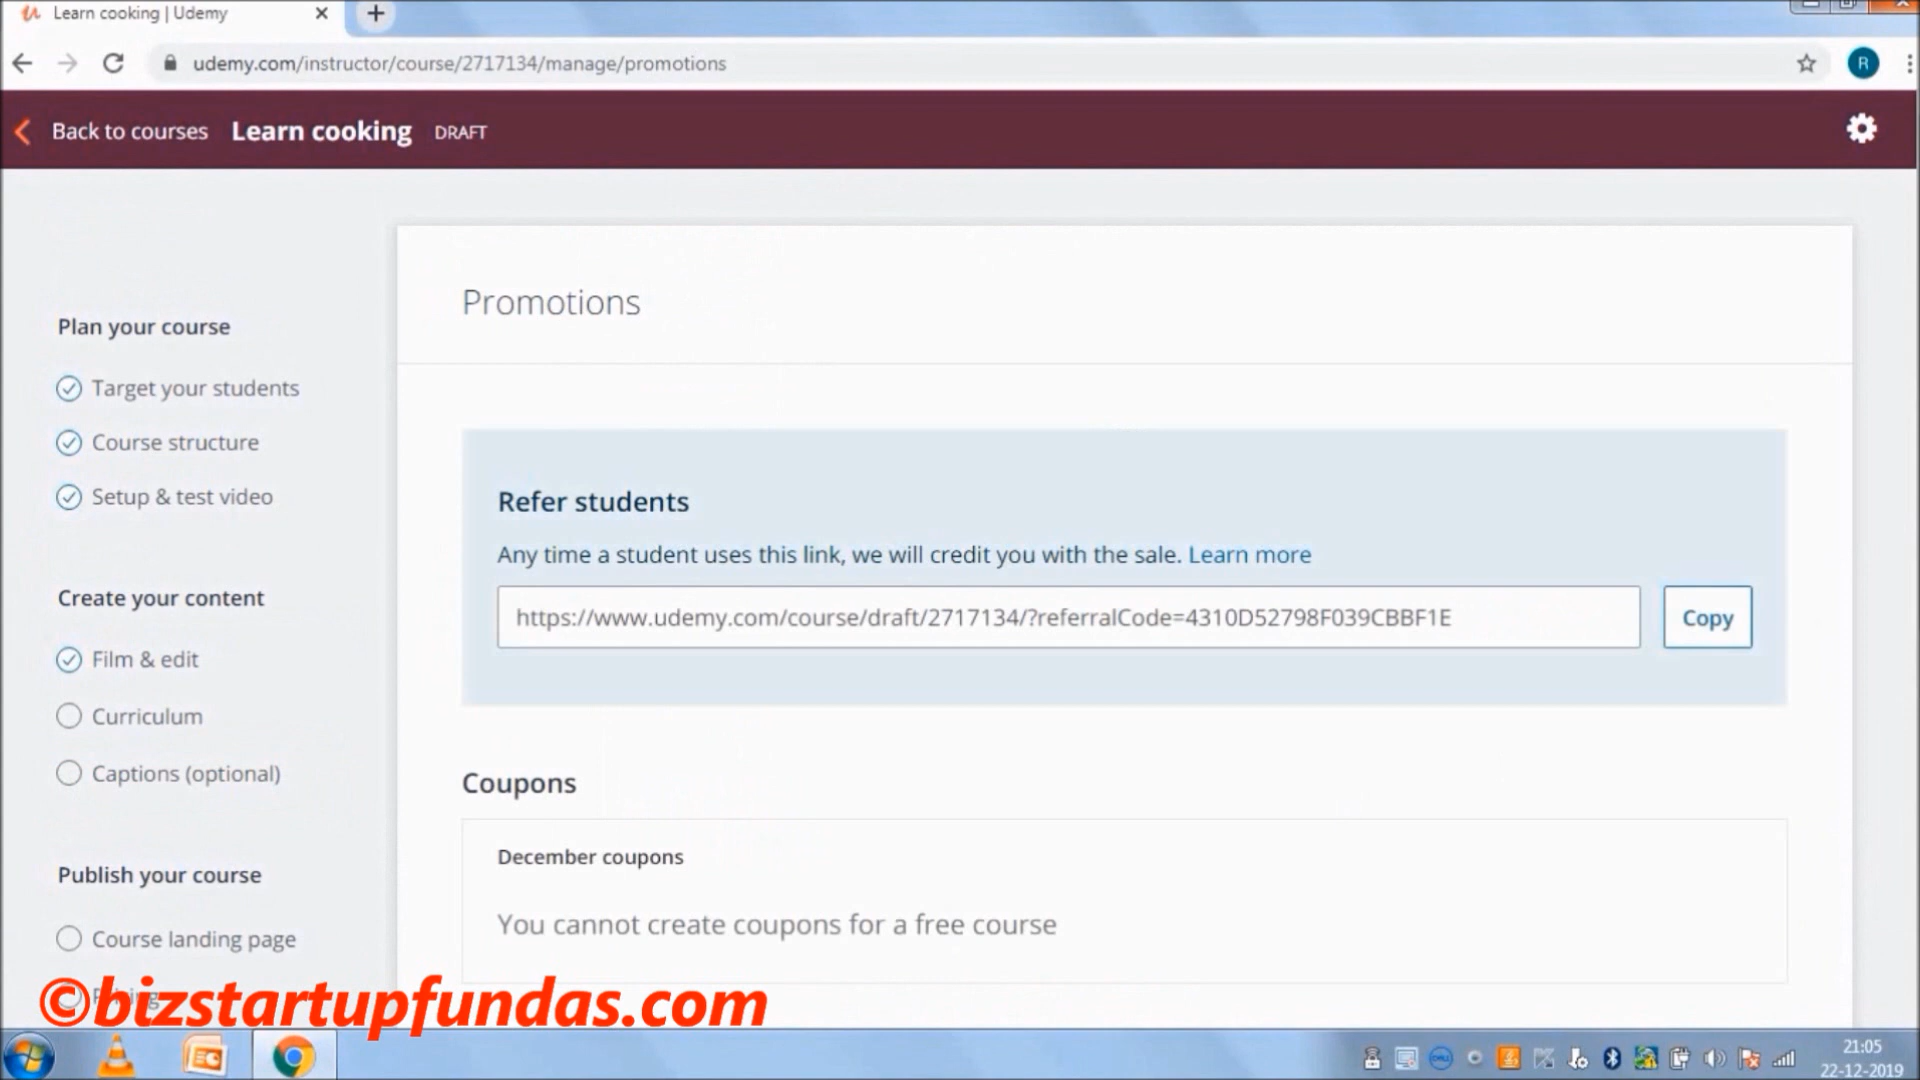 Learn cooking | Udemy
udemy.com/instructor/course/2717134/manage/promotions
R
Back to courses Learn cooking DRAFT
Plan your course
Target your students
Course structure
Setup & test video
Create your content
Film & edit
Curriculum
Captions (optional)
Publish your course
Course landing page
Promotions
Refer students
Any time a student uses this link, we will credit you with the sale. Learn more
https://www.udemy.com/course/draft/2717134/?referralCode=4310D52798F039CBBF1E
Copy
Coupons
December coupons
You cannot create coupons for a free course
©bizstartupfundas.com
21:05
22-12-2019